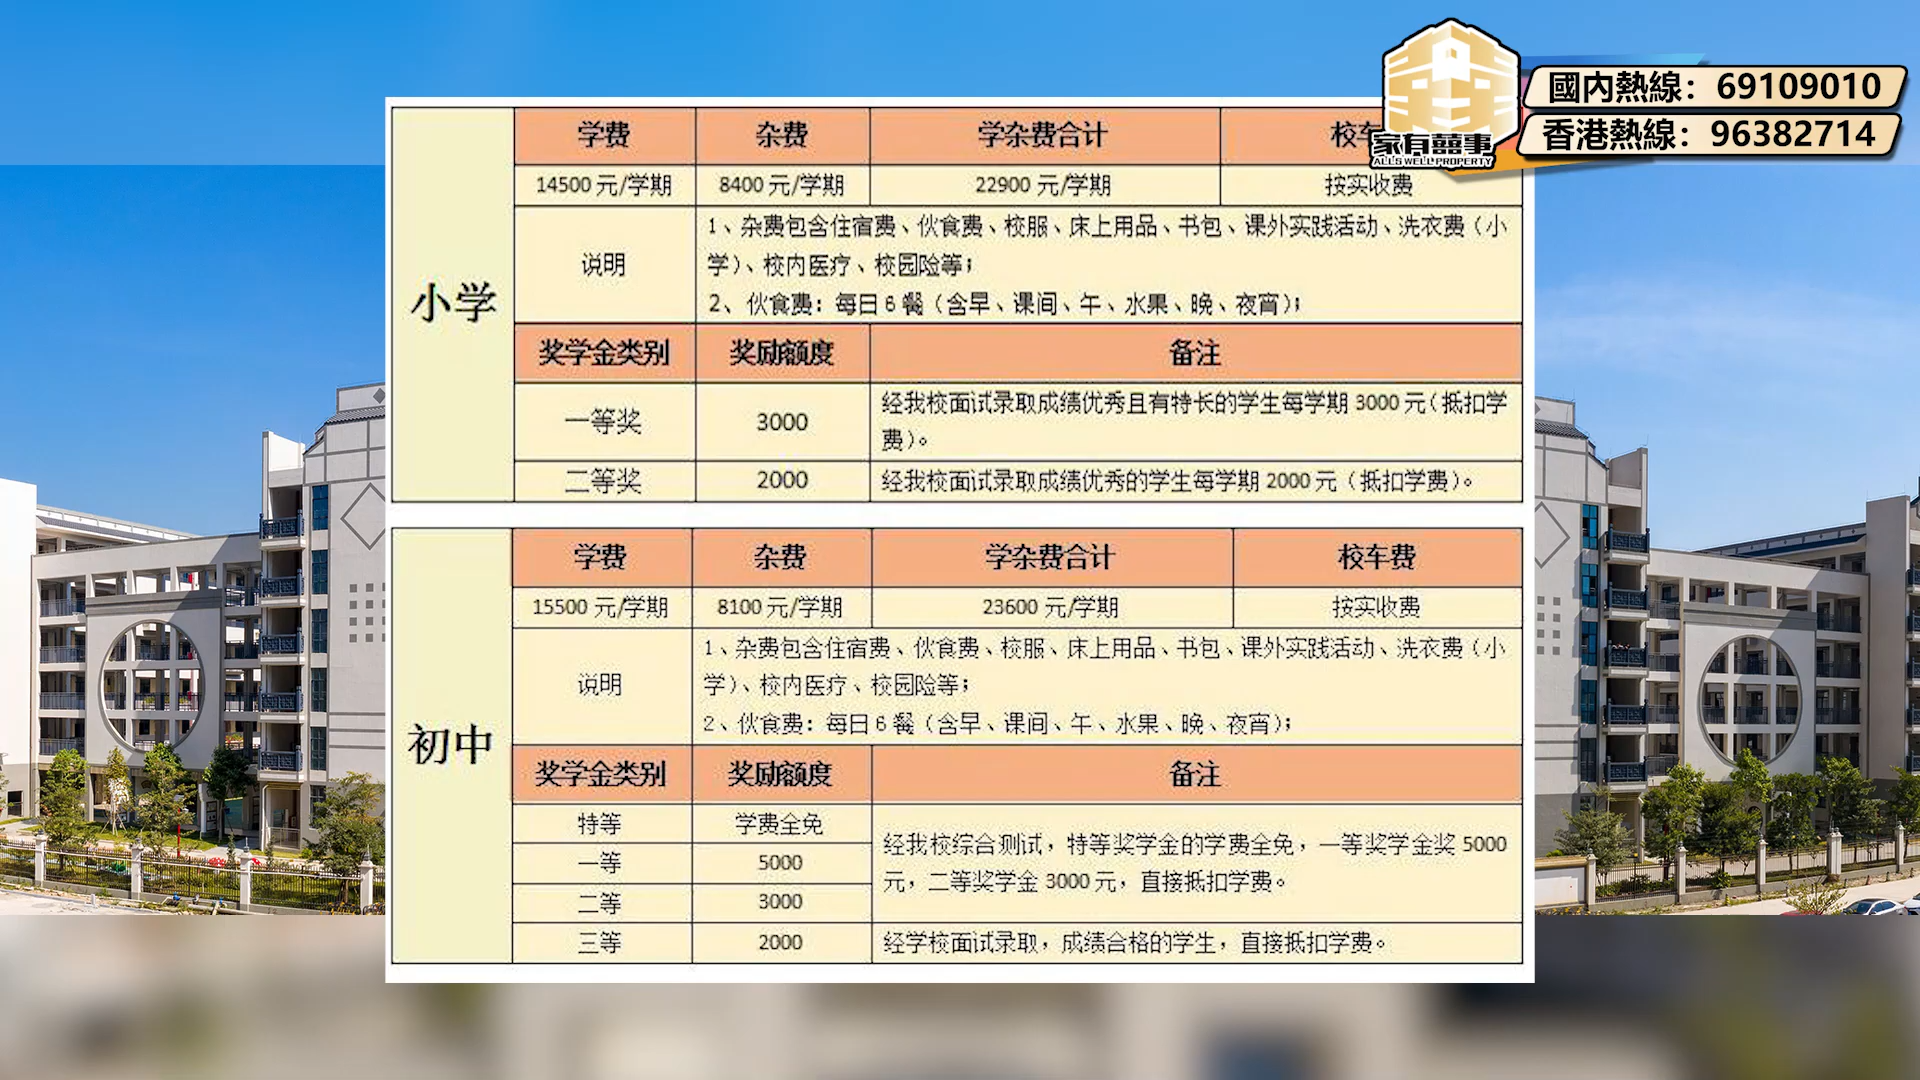 家有囍事
ALL'S WELL PROPERTY
國內熱線：69109010
香港熱線：96382714
小学
学费 杂费 学杂费合计 校车
14500 元/学期 8400 元/学期 22900 元/学期 按实收费
说明
1、杂费包含住宿费、伙食费、校服、床上用品、书包、课外实践活动、洗衣费（小
学）、校内医疗、校园险等；
2、伙食费：每日 6 餐（含早、课间、午、水果、晚、夜宵）；
奖学金类别 奖励额度 备注
一等奖 3000 经我校面试录取成绩优秀且有特长的学生每学期 3000 元（抵扣学
费）。
二等奖 2000 经我校面试录取成绩优秀的学生每学期 2000 元（抵扣学费）。
初中
学费 杂费 学杂费合计 校车费
15500 元/学期 8100 元/学期 23600 元/学期 按实收费
说明
1、杂费包含住宿费、伙食费、校服、床上用品、书包、课外实践活动、洗衣费（小
学）、校内医疗、校园险等；
2、伙食费：每日 6 餐（含早、课间、午、水果、晚、夜宵）；
奖学金类别 奖励额度 备注
特等 学费全免
一等 5000
二等 3000
经我校综合测试，特等奖学金的学费全免，一等奖学金奖 5000
元，二等奖学金 3000 元，直接抵扣学费。
三等 2000 经学校面试录取，成绩合格的学生，直接抵扣学费。